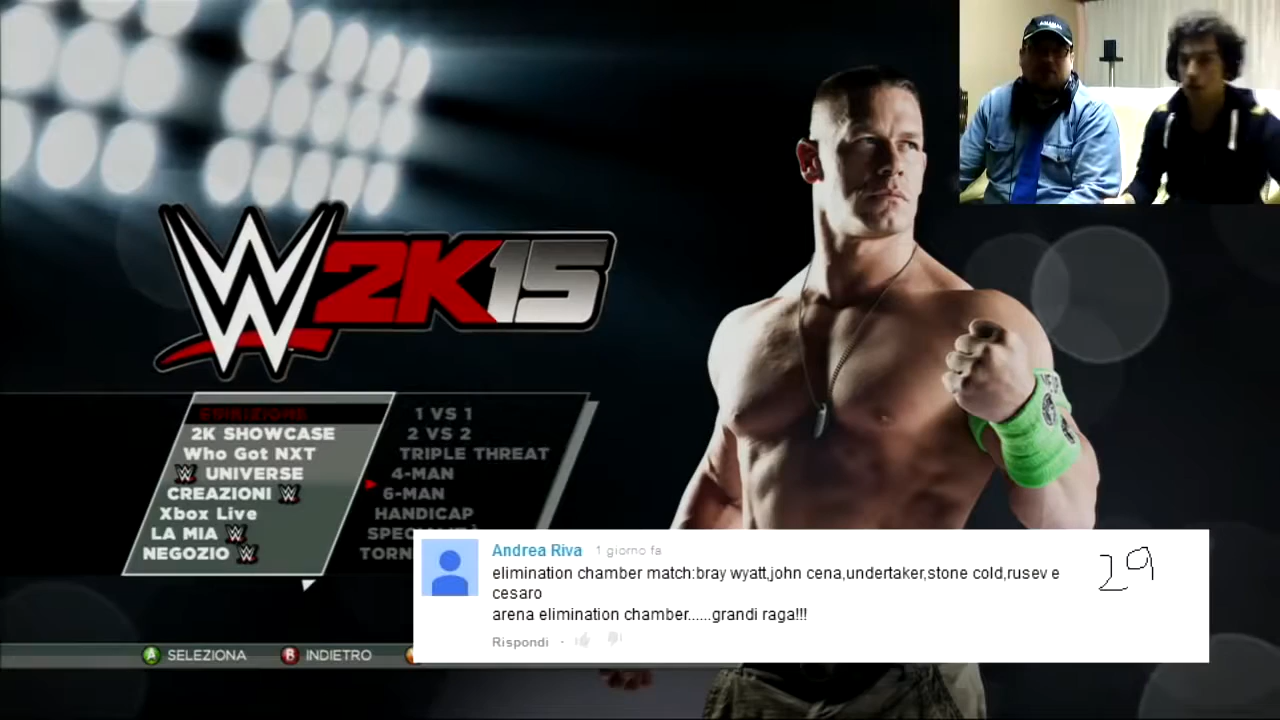 W 2K15
2K SHOWCASE
Who Got NXT
UNIVERSE
CREAZIONI
Xbox Live
LA MIA
NEGOZIO
1 VS 1
2 VS 2
TRIPLE THREAT
4-MAN
6-MAN
HANDICAP
SPECIALITÀ
TORN
Andrea Riva 1 giorno fa
elimination chamber match:bray wyatt,john cena,undertaker,stone cold,rusev e
cesaro
arena elimination chamber......grandi raga!!!
Rispondi ·
29
A SELEZIONA B INDIETRO